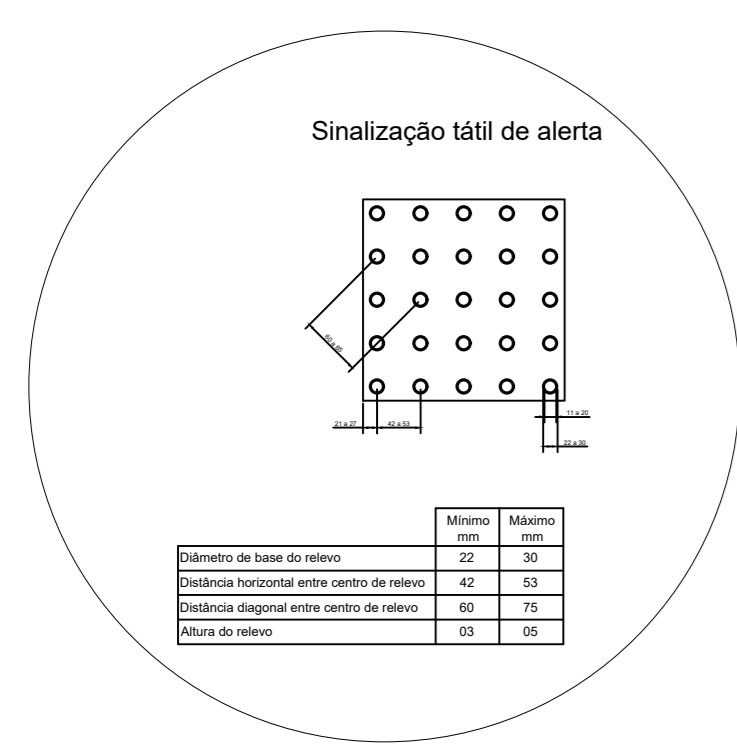 Sinalização tátil de alerta
60 a 85
21 a 27
42 a 53
11 a 20
22 a 30
Mínimo mm
Máximo mm
Diâmetro de base do relevo 22 30
Distância horizontal entre centro de relevo 42 53
Distância diagonal entre centro de relevo 60 75
Altura do relevo 03 05